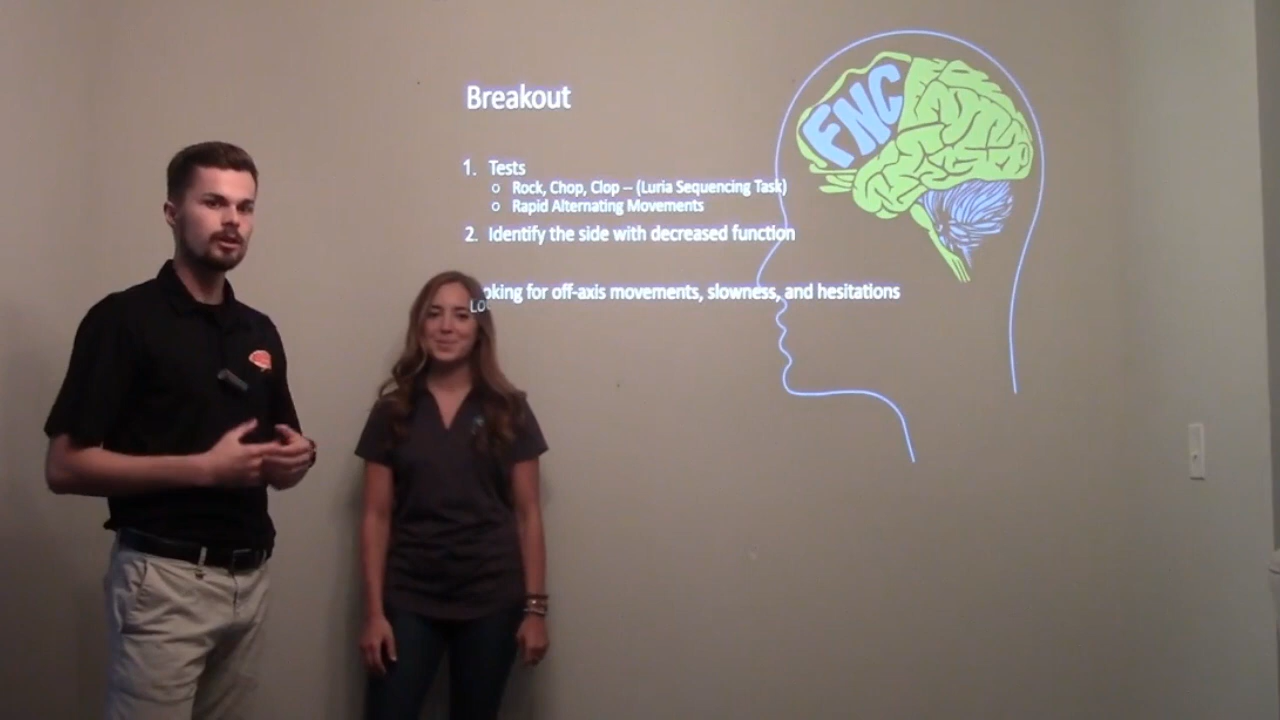 FNC
Breakout
1. Tests
○ Rock, Chop, Clop – (Luria Sequencing Task)
○ Rapid Alternating Movements
2. Identify the side with decreased function
Looking for off-axis movements, slowness, and hesitations